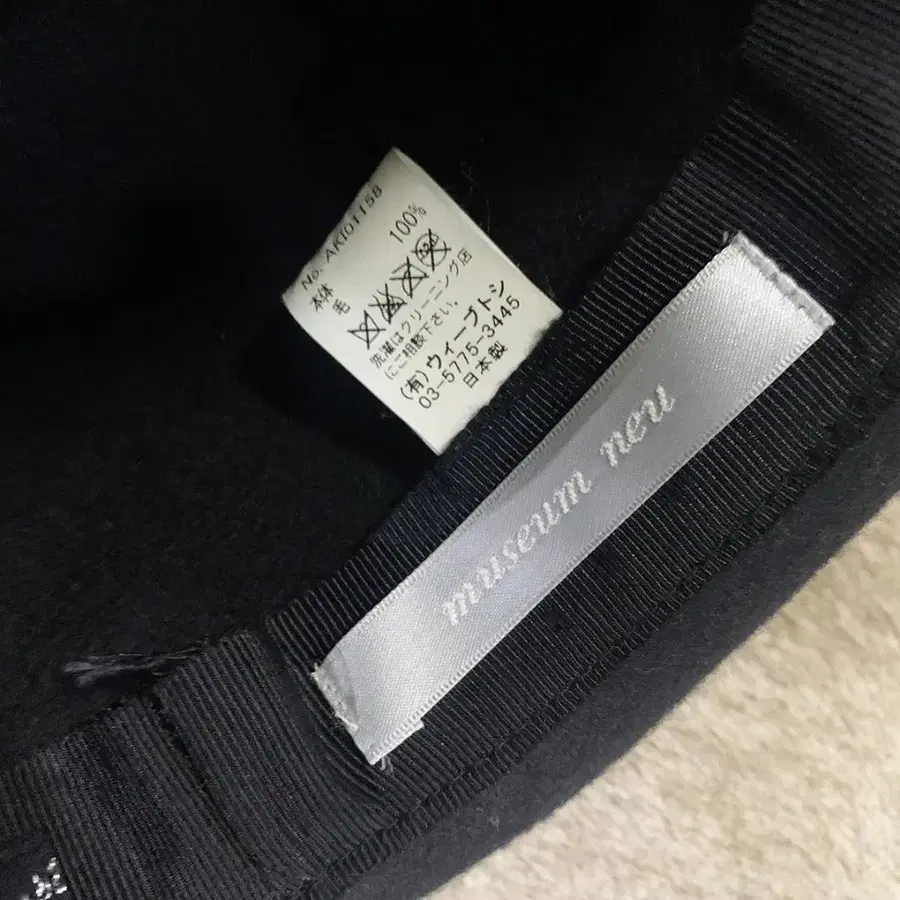 No. AKI01158
本体
毛 100%
洗濯はクリーニング店
にご相談下さい。
(有)ウィーブトシ
03-5775-3445
日本製
museum neu